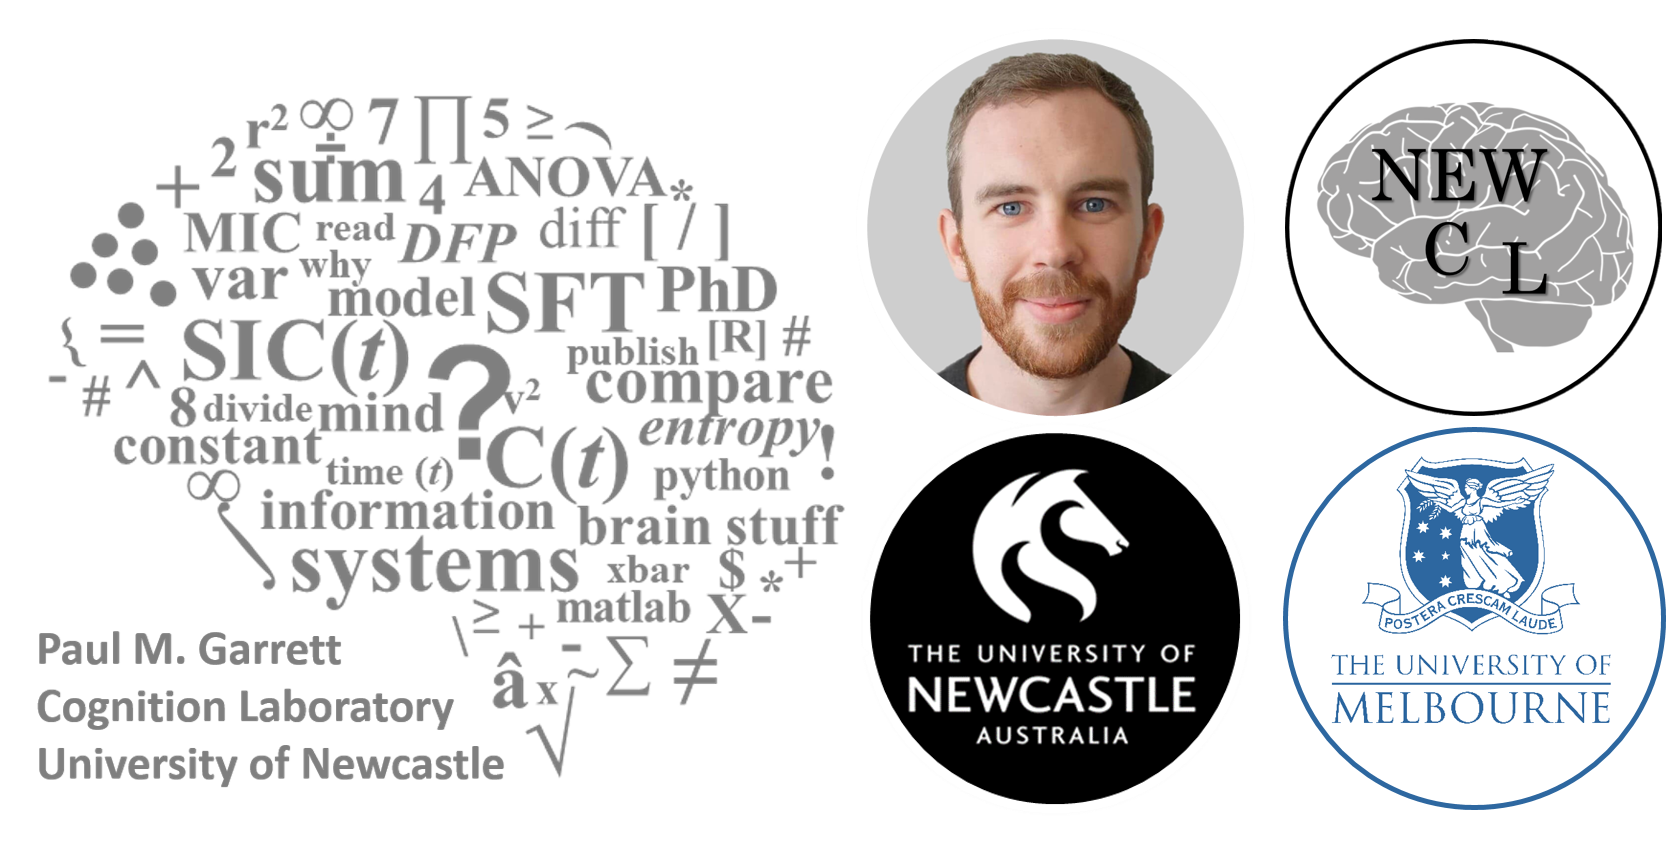 r² ∞ 7 ∏ 5 ≥
+ 2 ÷ sum 4 ANOVA *
MIC read DFP diff [ / ]
var why model SFT PhD
{ = SIC(t) ? publish [R] #
- # ^ 8 divide mind v² compare
constant time (t) C(t) entropy !
∞ python
information brain stuff
systems xbar $ * +
\ ≥ + matlab X -
â x - ~ ∑ ≠
√
Paul M. Garrett
Cognition Laboratory
University of Newcastle
NEW
C L
THE UNIVERSITY OF
NEWCASTLE
AUSTRALIA
POSTERA CRESCAM LAUDE
THE UNIVERSITY OF
MELBOURNE